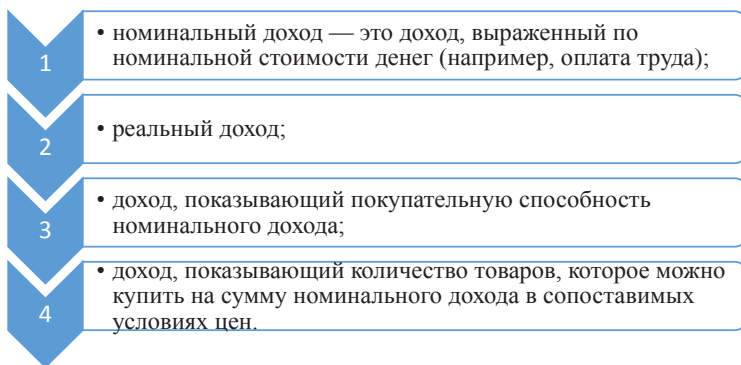 1
• номинальный доход — это доход, выраженный по
номинальной стоимости денег (например, оплата труда);
2
• реальный доход;
3
• доход, показывающий покупательную способность
номинального дохода;
4
• доход, показывающий количество товаров, которое можно
купить на сумму номинального дохода в сопоставимых
условиях цен.